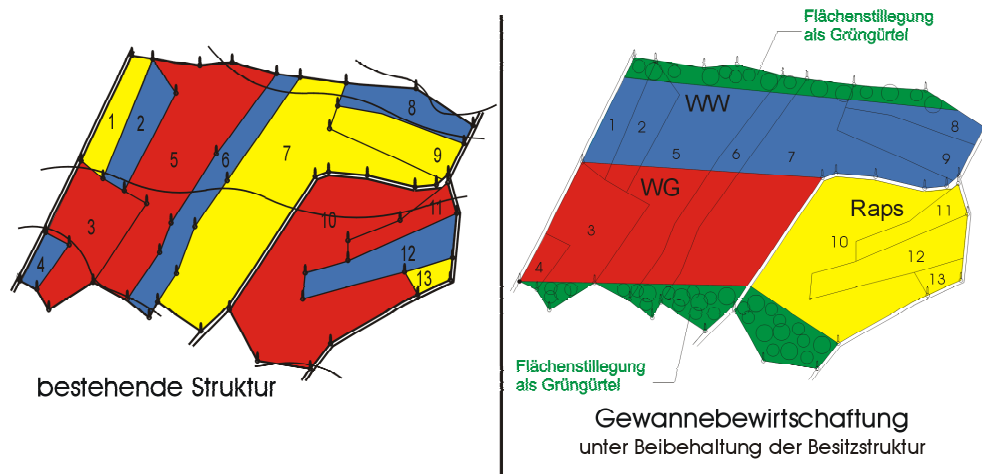 1
2
3
4
5
6
7
8
9
10
11
12
13
bestehende Struktur
Flächenstillegung
als Grüngürtel
WW
1
2
5
6
7
8
9
WG
3
4
Raps
10
11
12
13
Flächenstillegung
als Grüngürtel
Gewannebewirtschaftung
unter Beibehaltung der Besitzstruktur